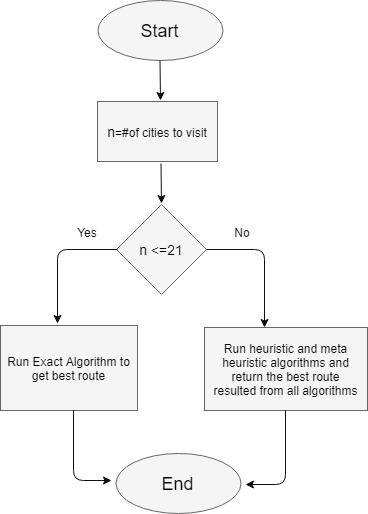 Start
n=#of cities to visit
n <=21
Yes
No
Run Exact Algorithm to
get best route
Run heuristic and meta
heuristic algorithms and
return the best route
resulted from all algorithms
End